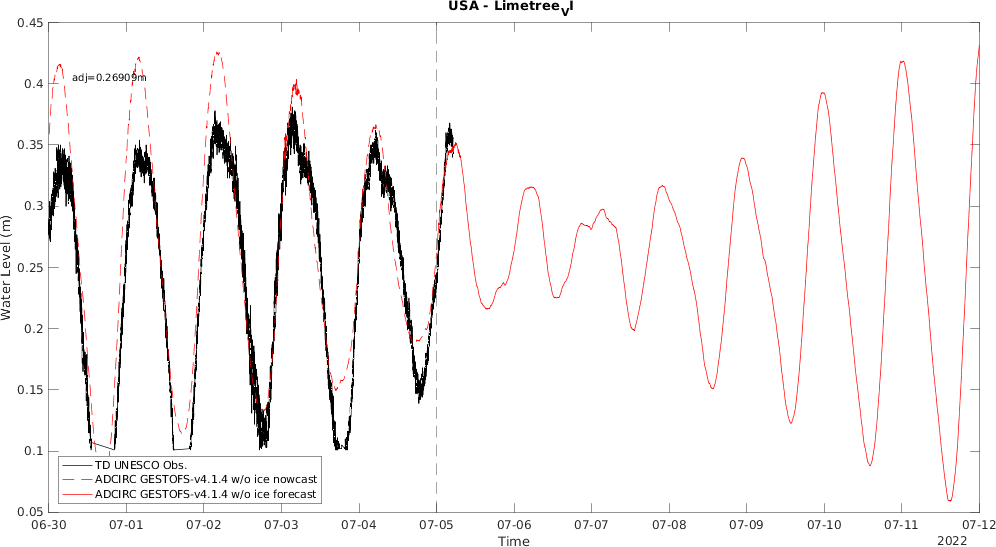 USA - Limetree_VI
0.45
0.4
0.35
0.3
0.25
0.2
0.15
0.1
0.05
Water Level (m)
adj=0.26909m
TD UNESCO Obs.
ADCIRC GESTOFS-v4.1.4 w/o ice nowcast
ADCIRC GESTOFS-v4.1.4 w/o ice forecast
06-30 07-01 07-02 07-03 07-04 07-05 07-06 07-07 07-08 07-09 07-10 07-11 07-12
Time
2022